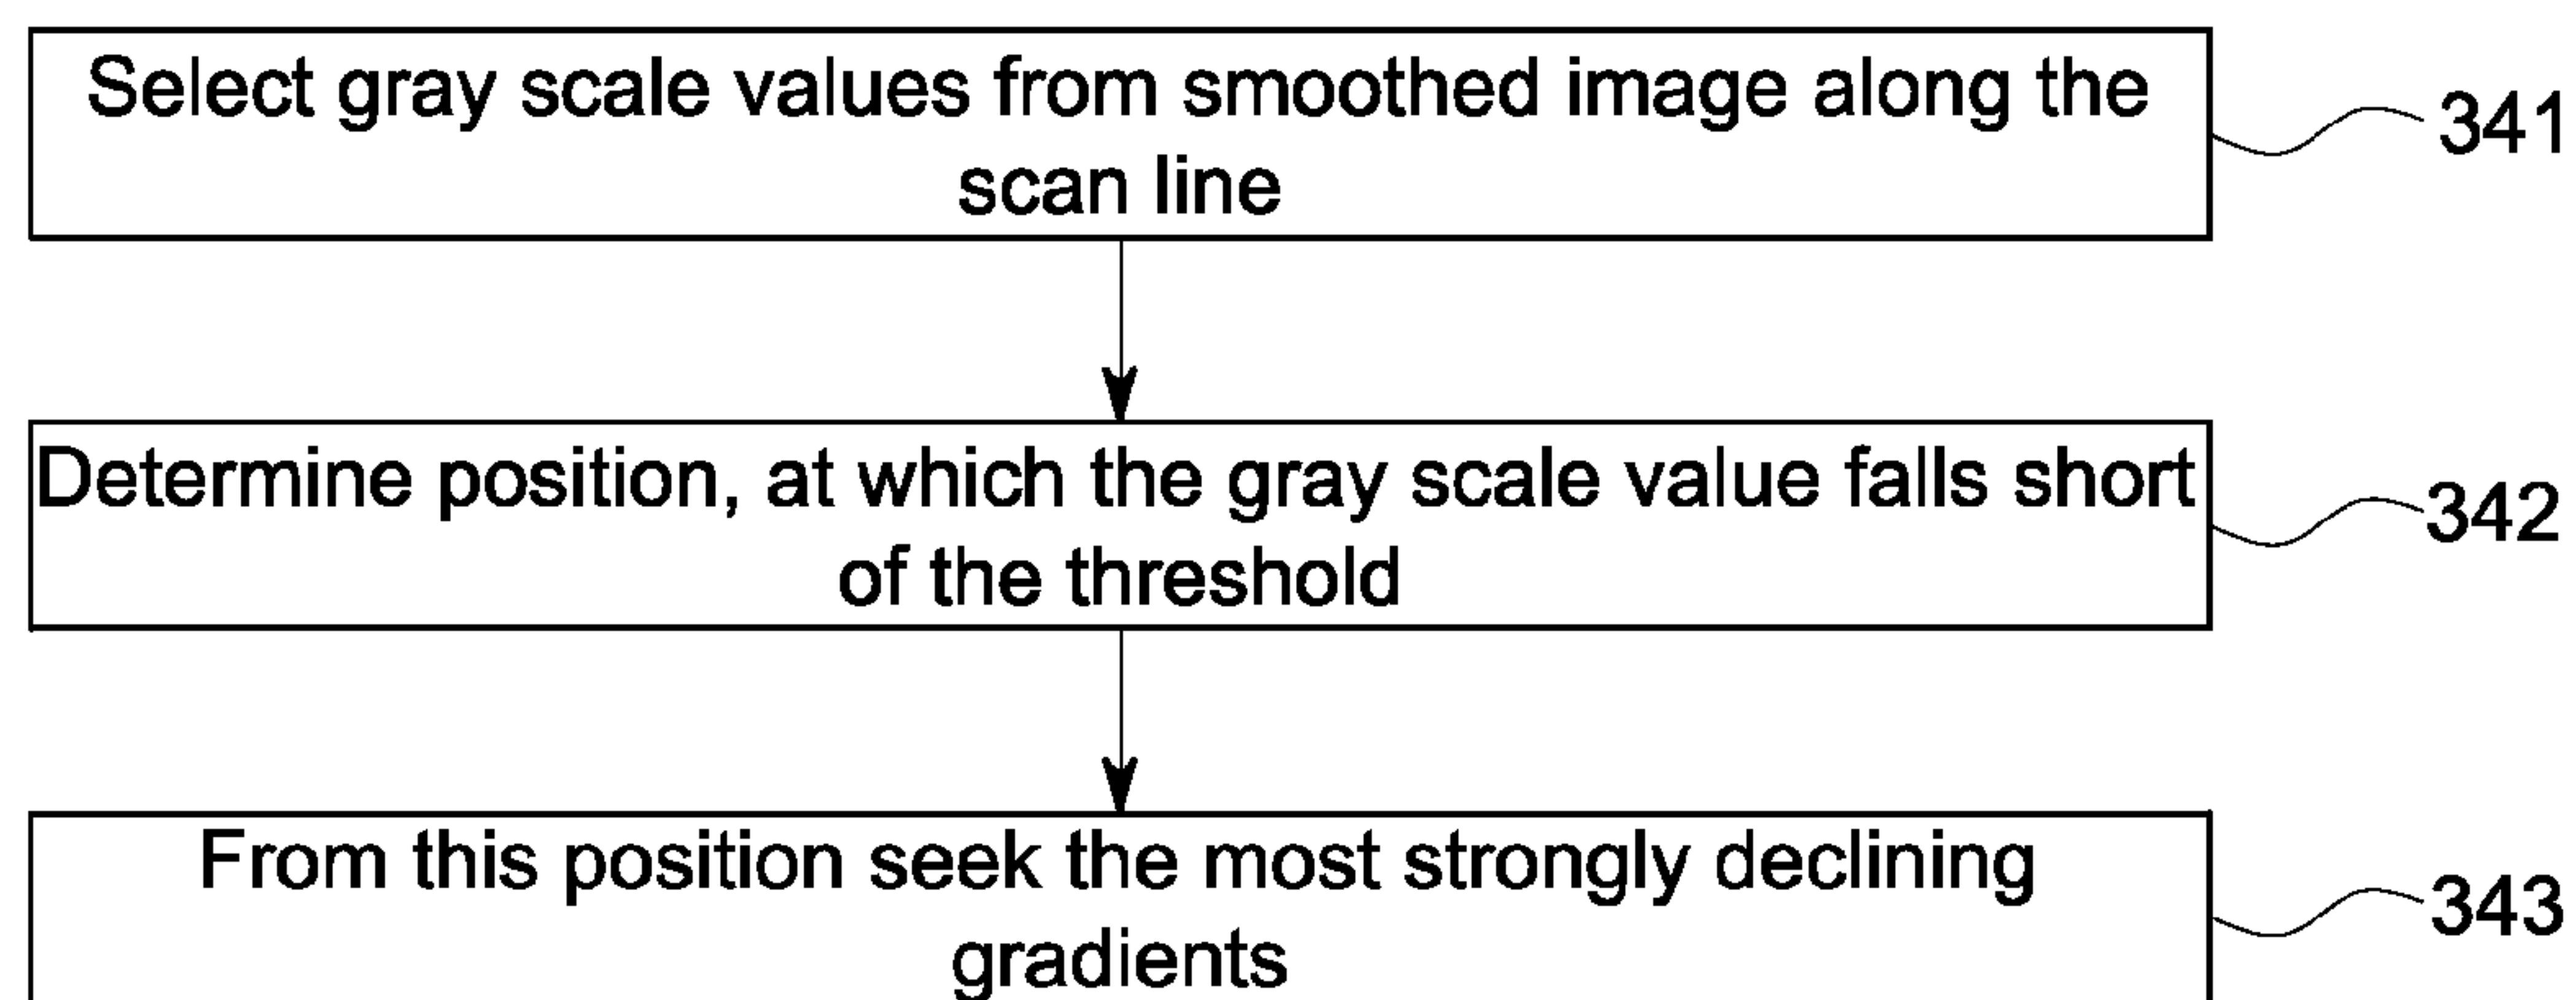 Select gray scale values from smoothed image along the
scan line
341
Determine position, at which the gray scale value falls short
of the threshold
342
From this position seek the most strongly declining
gradients
343